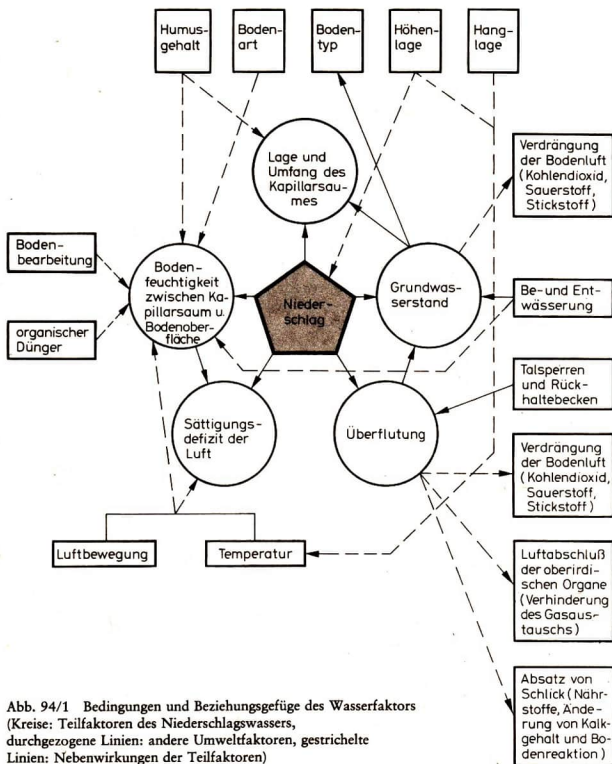 Humus-
gehalt
Boden-
art
Boden-
typ
Höhen-
lage
Hang-
lage
Lage und
Umfang des
Kapillarsau-
mes
Verdrängung
der Bodenluft
(Kohlendioxid,
Sauerstoff,
Stickstoff)
Boden-
bearbeitung
Boden-
feuchtigkeit
zwischen Ka-
pillarsaum u.
Bodenober-
fläche
Nieder-
schlag
Grundwas-
serstand
Be-und Ent-
wässerung
organischer
Dünger
Talsperren
und Rück-
haltebecken
Sättigungs-
defizit der
Luft
Überflutung
Verdrängung
der Bodenluft
(Kohlendioxid,
Sauerstoff,
Stickstoff)
Luftbewegung
Temperatur
Luftabschluß
der oberirdi-
schen Organe
(Verhinderung
des Gasaus-
tauschs)
Absatz von
Schlick (Nähr-
stoffe, Ände-
rung von Kalk-
gehalt und Bo-
denreaktion)
Abb. 94/1 Bedingungen und Beziehungsgefüge des Wasserfaktors
(Kreise: Teilfaktoren des Niederschlagswassers,
durchgezogene Linien: andere Umweltfaktoren, gestrichelte
Linien: Nebenwirkungen der Teilfaktoren)